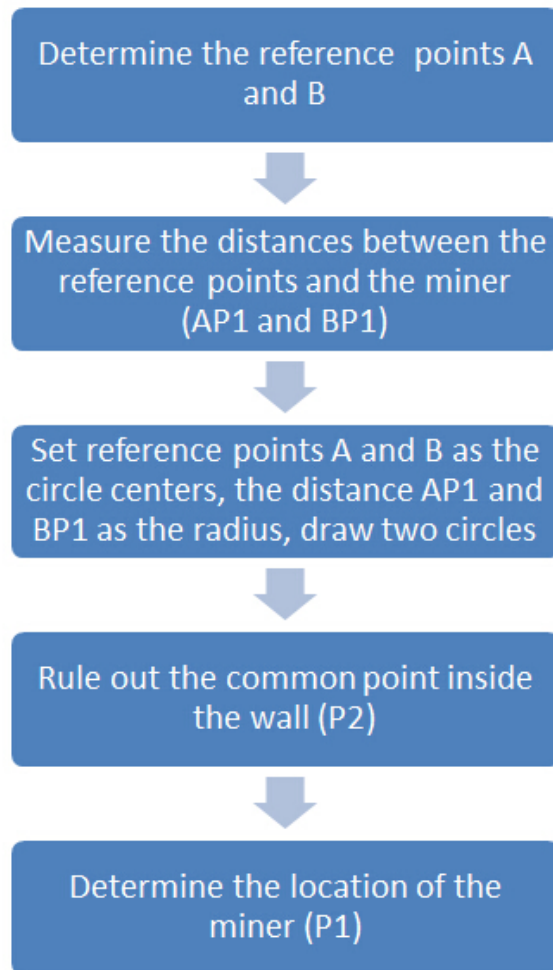 Determine the reference points A
and B
Measure the distances between the
reference points and the miner
(AP1 and BP1)
Set reference points A and B as the
circle centers, the distance AP1 and
BP1 as the radius, draw two circles
Rule out the common point inside
the wall (P2)
Determine the location of the
miner (P1)